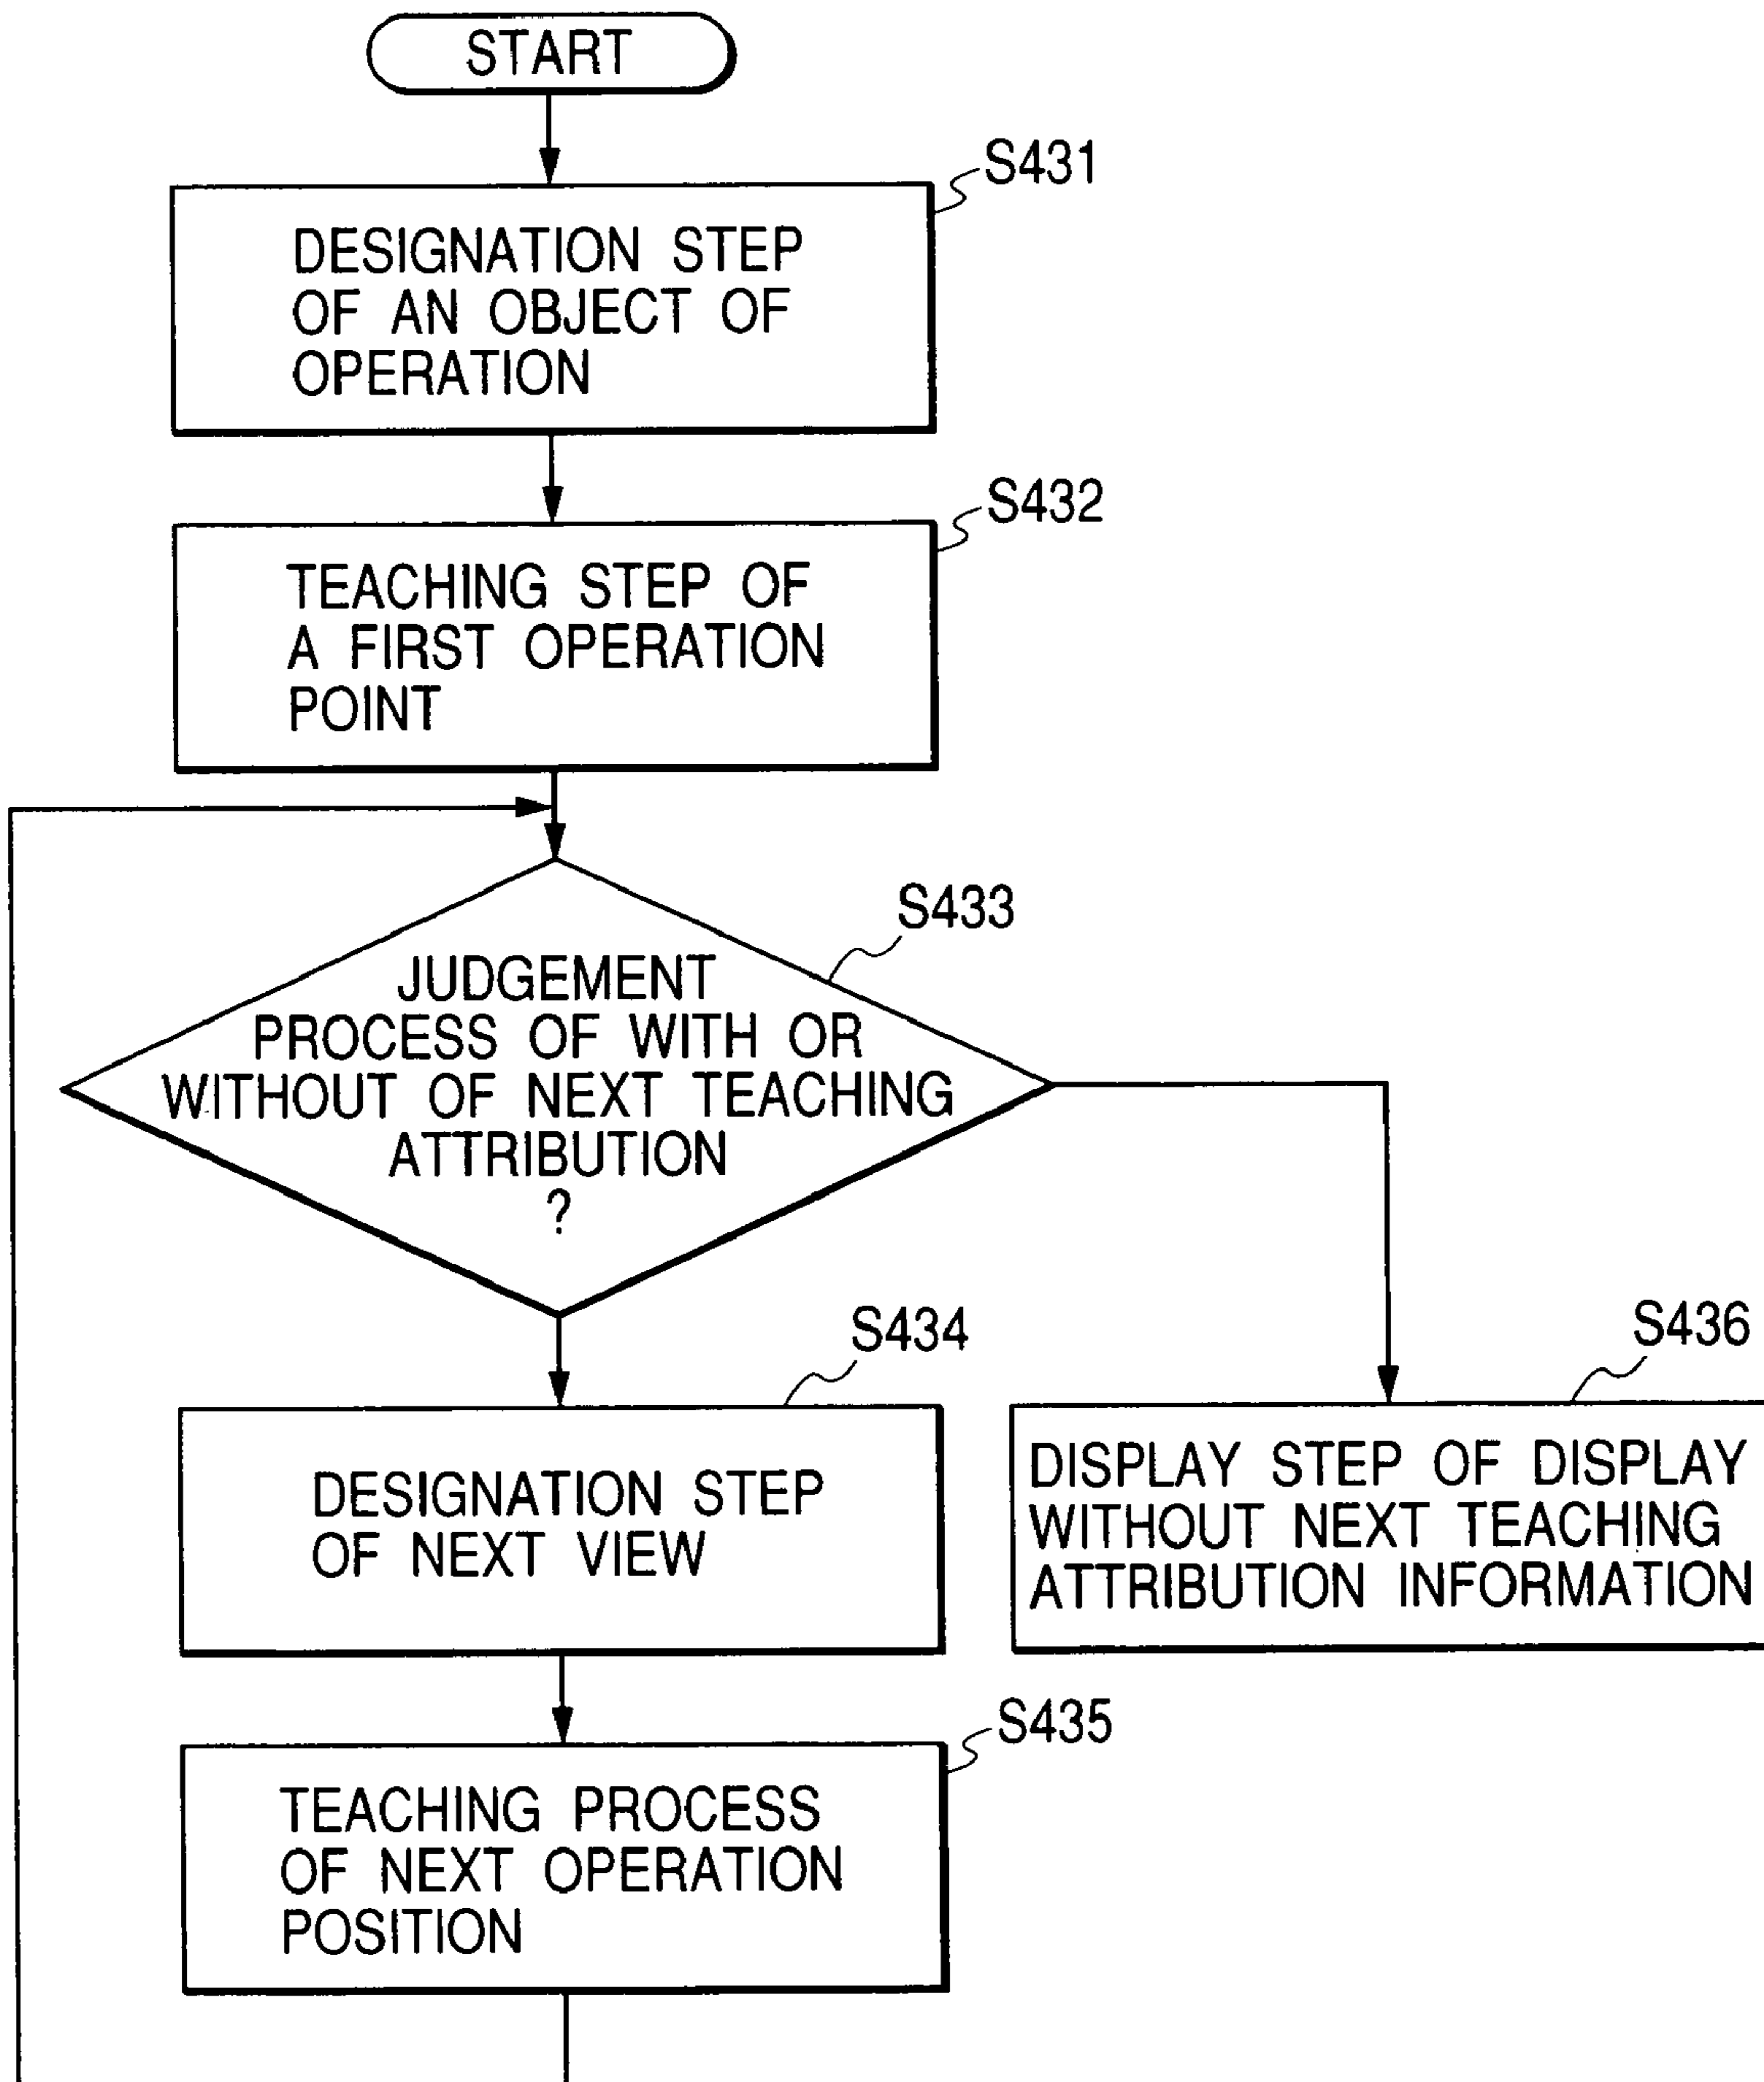 START
S431
DESIGNATION STEP
OF AN OBJECT OF
OPERATION
S432
TEACHING STEP OF
A FIRST OPERATION
POINT
S433
JUDGEMENT
PROCESS OF WITH OR
WITHOUT OF NEXT TEACHING
ATTRIBUTION
?
S434
DESIGNATION STEP
OF NEXT VIEW
S436
DISPLAY STEP OF DISPLAY
WITHOUT NEXT TEACHING
ATTRIBUTION INFORMATION
S435
TEACHING PROCESS
OF NEXT OPERATION
POSITION